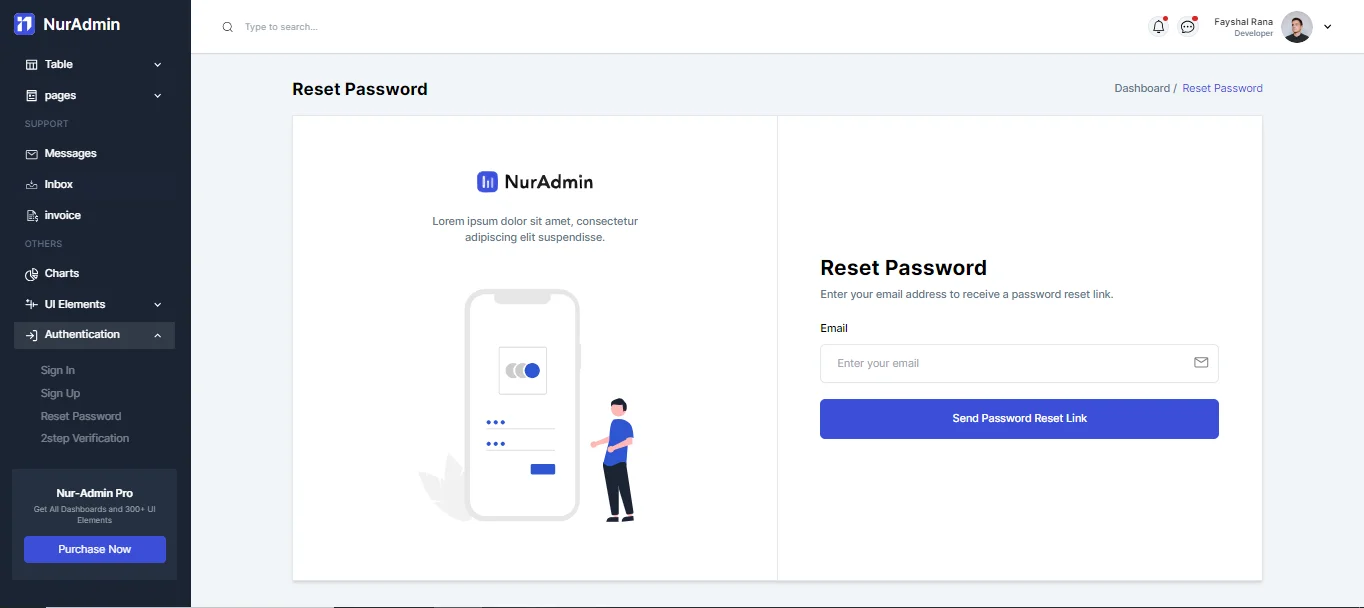 NurAdmin
Table
pages
SUPPORT
Messages
Inbox
invoice
OTHERS
Charts
UI Elements
Authentication
Sign In
Sign Up
Reset Password
2step Verification
Nur-Admin Pro
Get All Dashboards and 300+ UI
Elements
Purchase Now
Type to search...
Fayshal Rana
Developer
Reset Password
Dashboard / Reset Password
NurAdmin
Lorem ipsum dolor sit amet, consectetur
adipiscing elit suspendisse.
Reset Password
Enter your email address to receive a password reset link.
Email
Enter your email
Send Password Reset Link